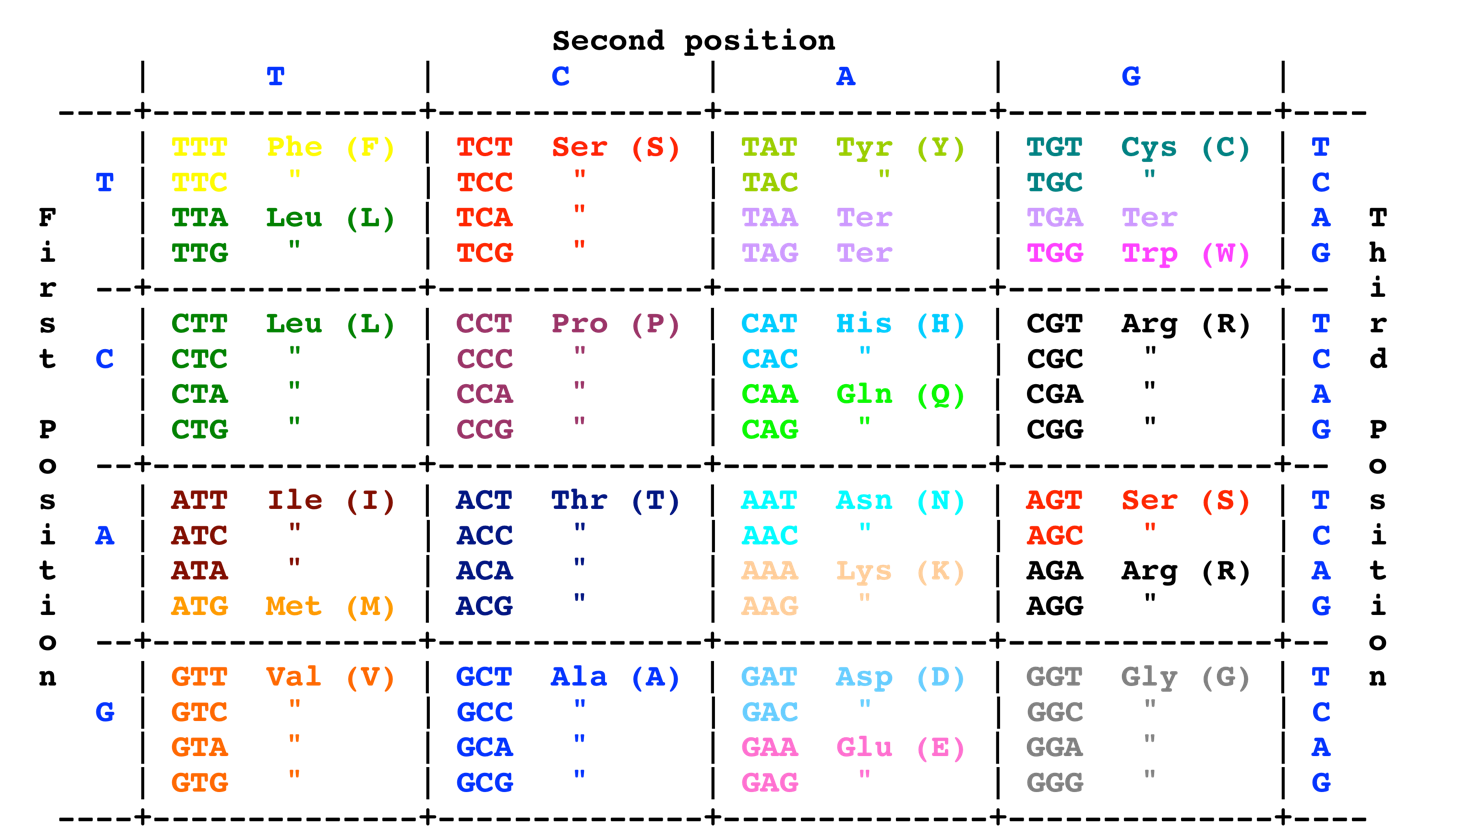 Second position
| T | C | A | G |
-----+--------------+--------------+--------------+--------------+----
| TTT Phe (F) | TCT Ser (S) | TAT Tyr (Y) | TGT Cys (C) | T
T | TTC " | TCC " | TAC " | TGC " | C
F | TTA Leu (L) | TCA " | TAA Ter | TGA Ter | A T
i | TTG " | TCG " | TAG Ter | TGG Trp (W) | G h
r --+--------------+--------------+--------------+--------------+-- i
s | CTT Leu (L) | CCT Pro (P) | CAT His (H) | CGT Arg (R) | T r
t C | CTC " | CCC " | CAC " | CGC " | C d
| CTA " | CCA " | CAA Gln (Q) | CGA " | A
P | CTG " | CCG " | CAG " | CGG " | G P
o --+--------------+--------------+--------------+--------------+-- o
s | ATT Ile (I) | ACT Thr (T) | AAT Asn (N) | AGT Ser (S) | T s
i A | ATC " | ACC " | AAC " | AGC " | C i
t | ATA " | ACA " | AAA Lys (K) | AGA Arg (R) | A t
i | ATG Met (M) | ACG " | AAG " | AGG " | G i
o --+--------------+--------------+--------------+--------------+-- o
n | GTT Val (V) | GCT Ala (A) | GAT Asp (D) | GGT Gly (G) | T n
G | GTC " | GCC " | GAC " | GGC " | C
| GTA " | GCA " | GAA Glu (E) | GGA " | A
| GTG " | GCG " | GAG " | GGG " | G
-----+--------------+--------------+--------------+--------------+----